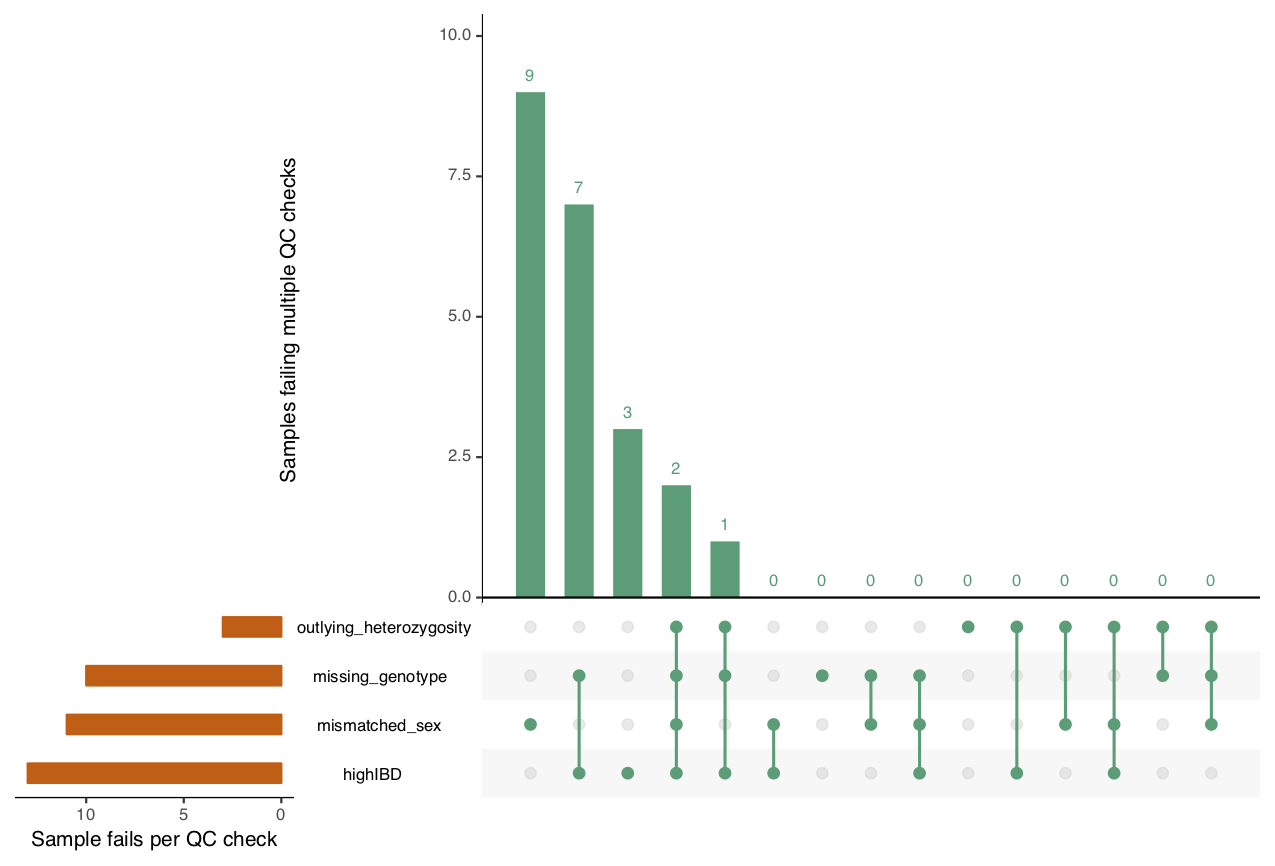 10.0
9
Samples failing multiple QC checks
7.5
7
5.0
3
2.5
2
1
0 0 0 0 0 0 0 0 0 0
0.0
outlying_heterozygosity
missing_genotype
mismatched_sex
highIBD
10 5 0
Sample fails per QC check